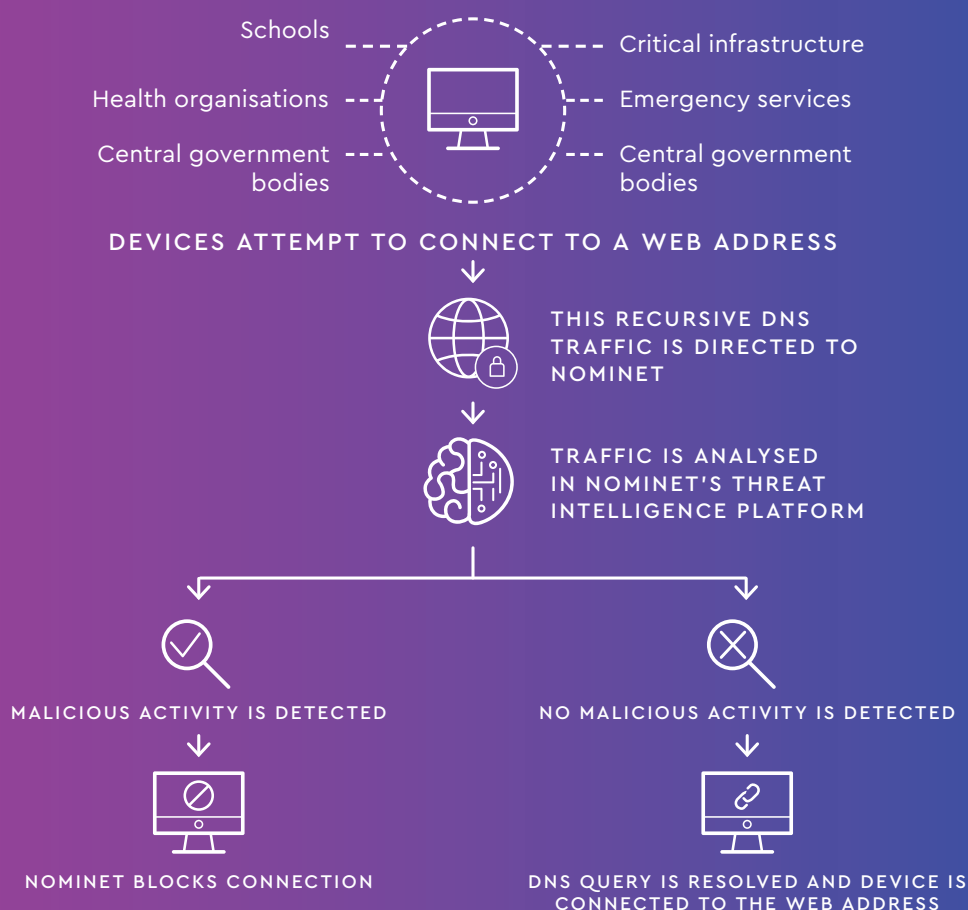 Schools
Health organisations
Central government
bodies
Critical infrastructure
Emergency services
Central government
bodies
DEVICES ATTEMPT TO CONNECT TO A WEB ADDRESS
THIS RECURSIVE DNS
TRAFFIC IS DIRECTED TO
NOMINET
TRAFFIC IS ANALYSED
IN NOMINET'S THREAT
INTELLIGENCE PLATFORM
MALICIOUS ACTIVITY IS DETECTED
NOMINET BLOCKS CONNECTION
NO MALICIOUS ACTIVITY IS DETECTED
DNS QUERY IS RESOLVED AND DEVICE IS
CONNECTED TO THE WEB ADDRESS